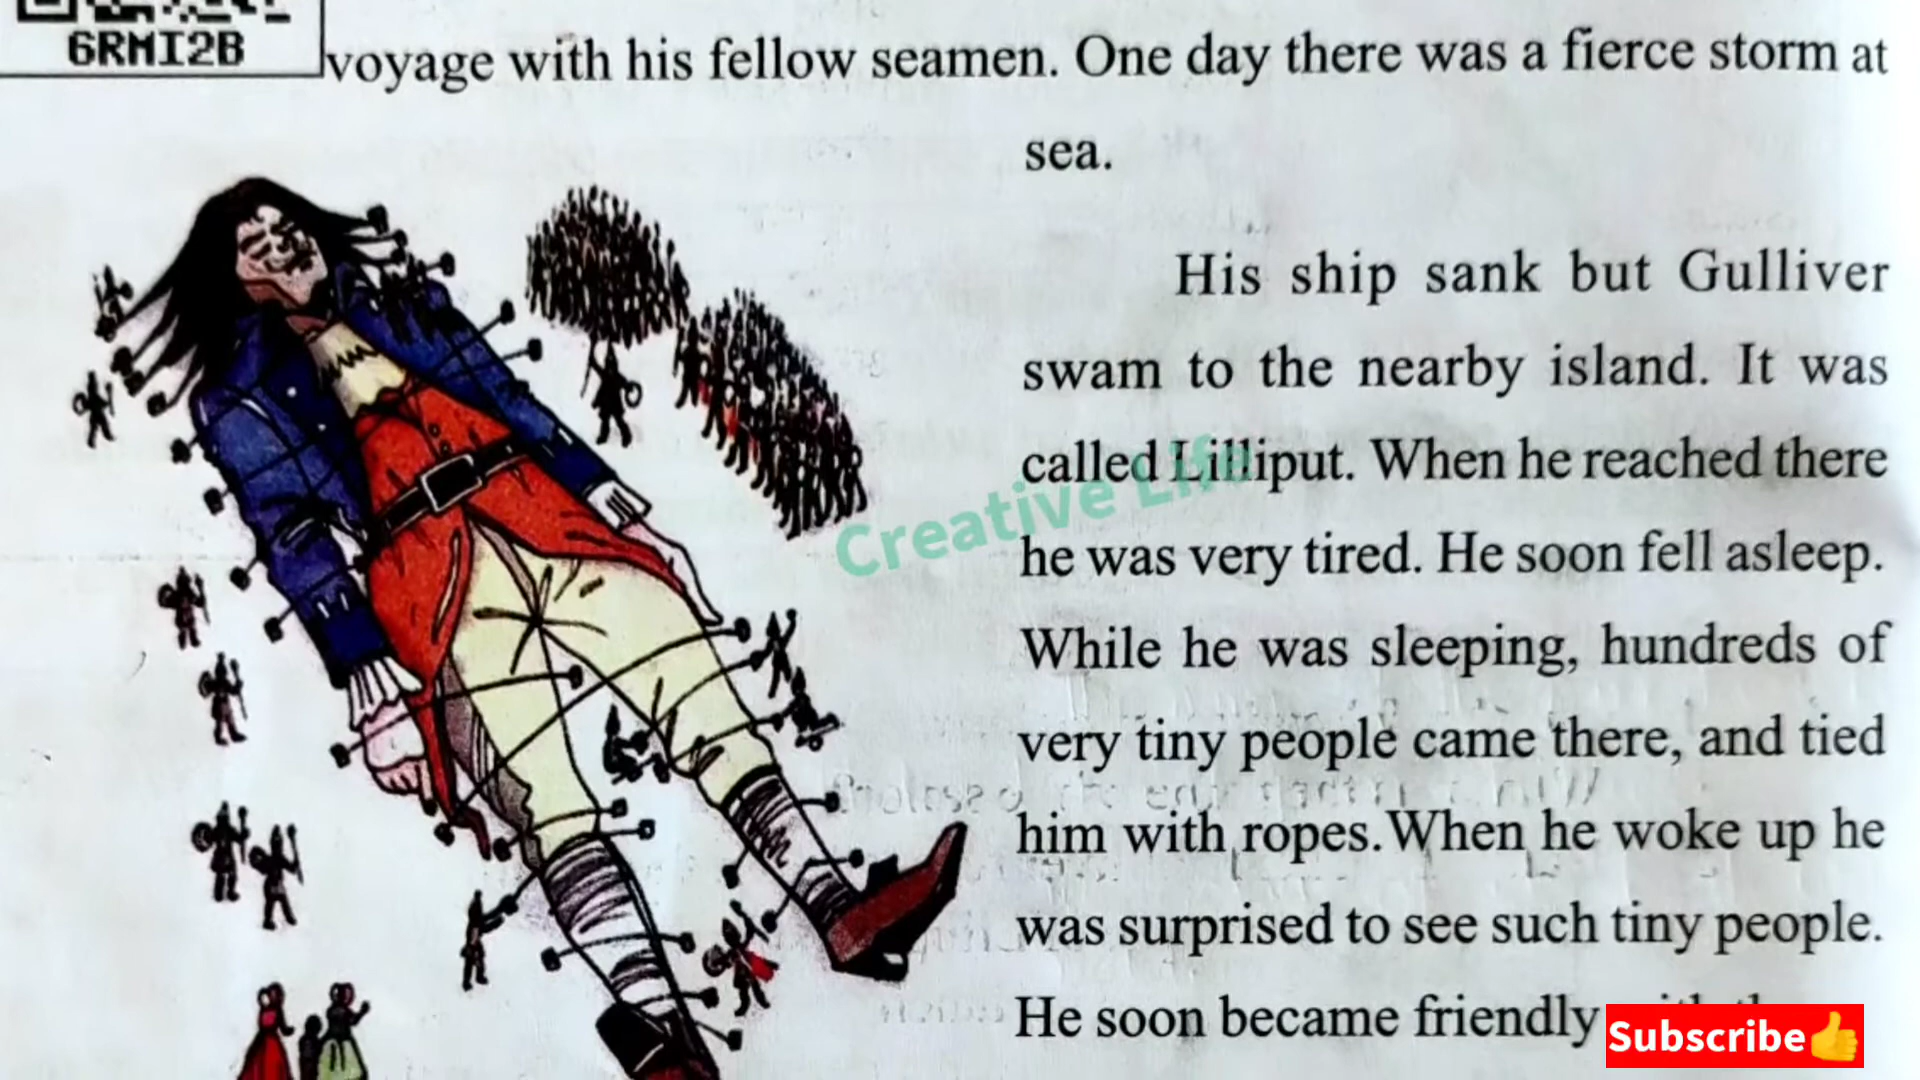 6RMI2B
voyage with his fellow seamen. One day there was a fierce storm at
sea.
His ship sank but Gulliver
swam to the nearby island. It was
called Lilliput. When he reached there
he was very tired. He soon fell asleep.
While he was sleeping, hundreds of
very tiny people came there, and tied
him with ropes.When he woke up he
was surprised to see such tiny people.
He soon became friendly
Creative Life
Subscribe